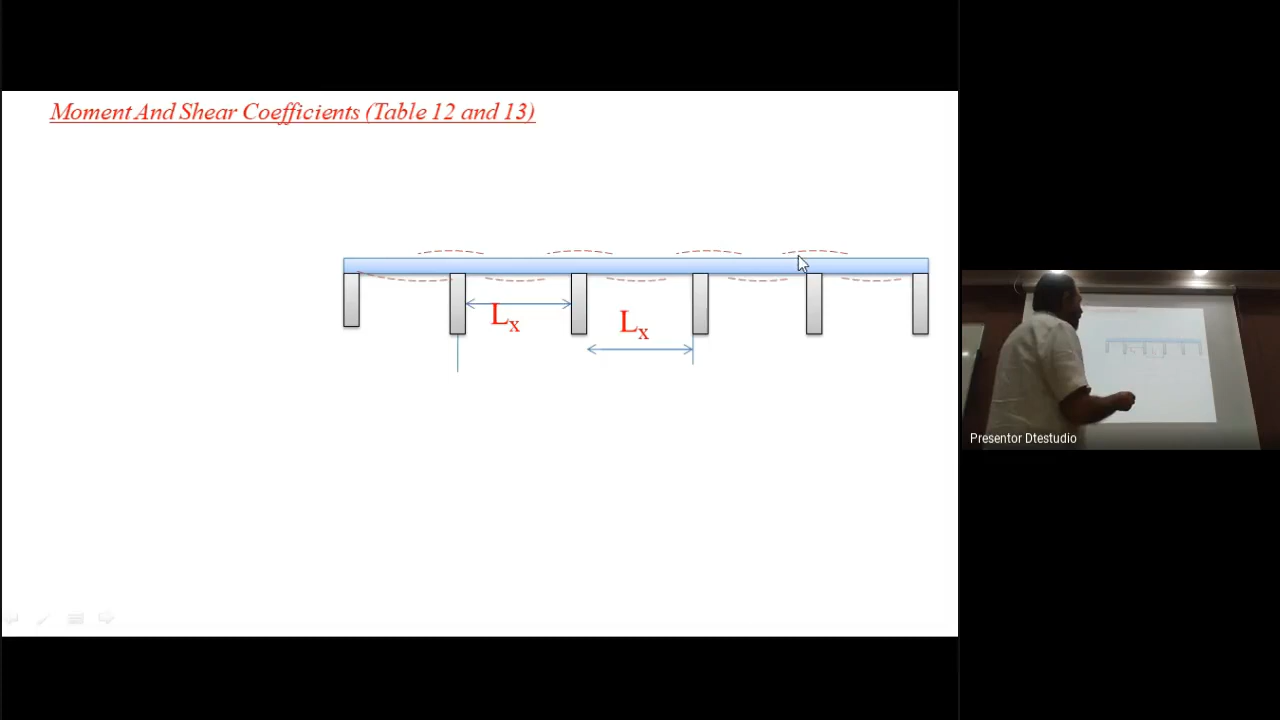 Moment And Shear Coefficients (Table 12 and 13)
Lx
Lx
Presentor Dtestudio